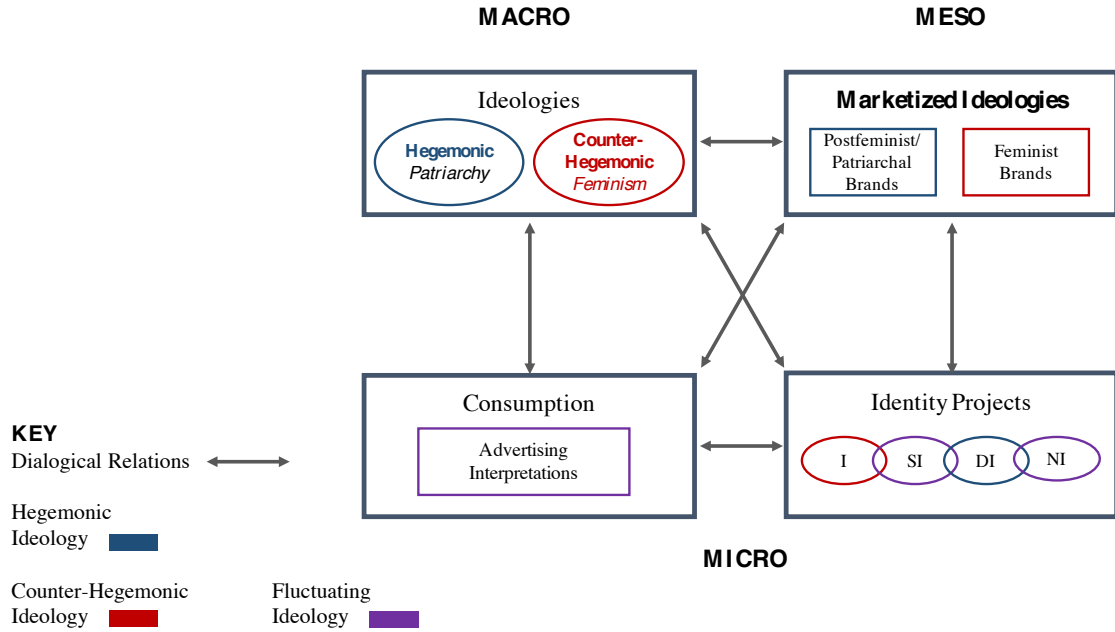 MACRO
MESO
Ideologies
Hegemonic
Patriarchy
Counter-
Hegemonic
Feminism
Marketized Ideologies
Postfeminist/
Patriarchal
Brands
Feminist
Brands
Consumption
Advertising
Interpretations
Identity Projects
I
SI
DI
NI
MICRO
KEY
Dialogical Relations
Hegemonic
Ideology
Counter-Hegemonic
Ideology
Fluctuating
Ideology